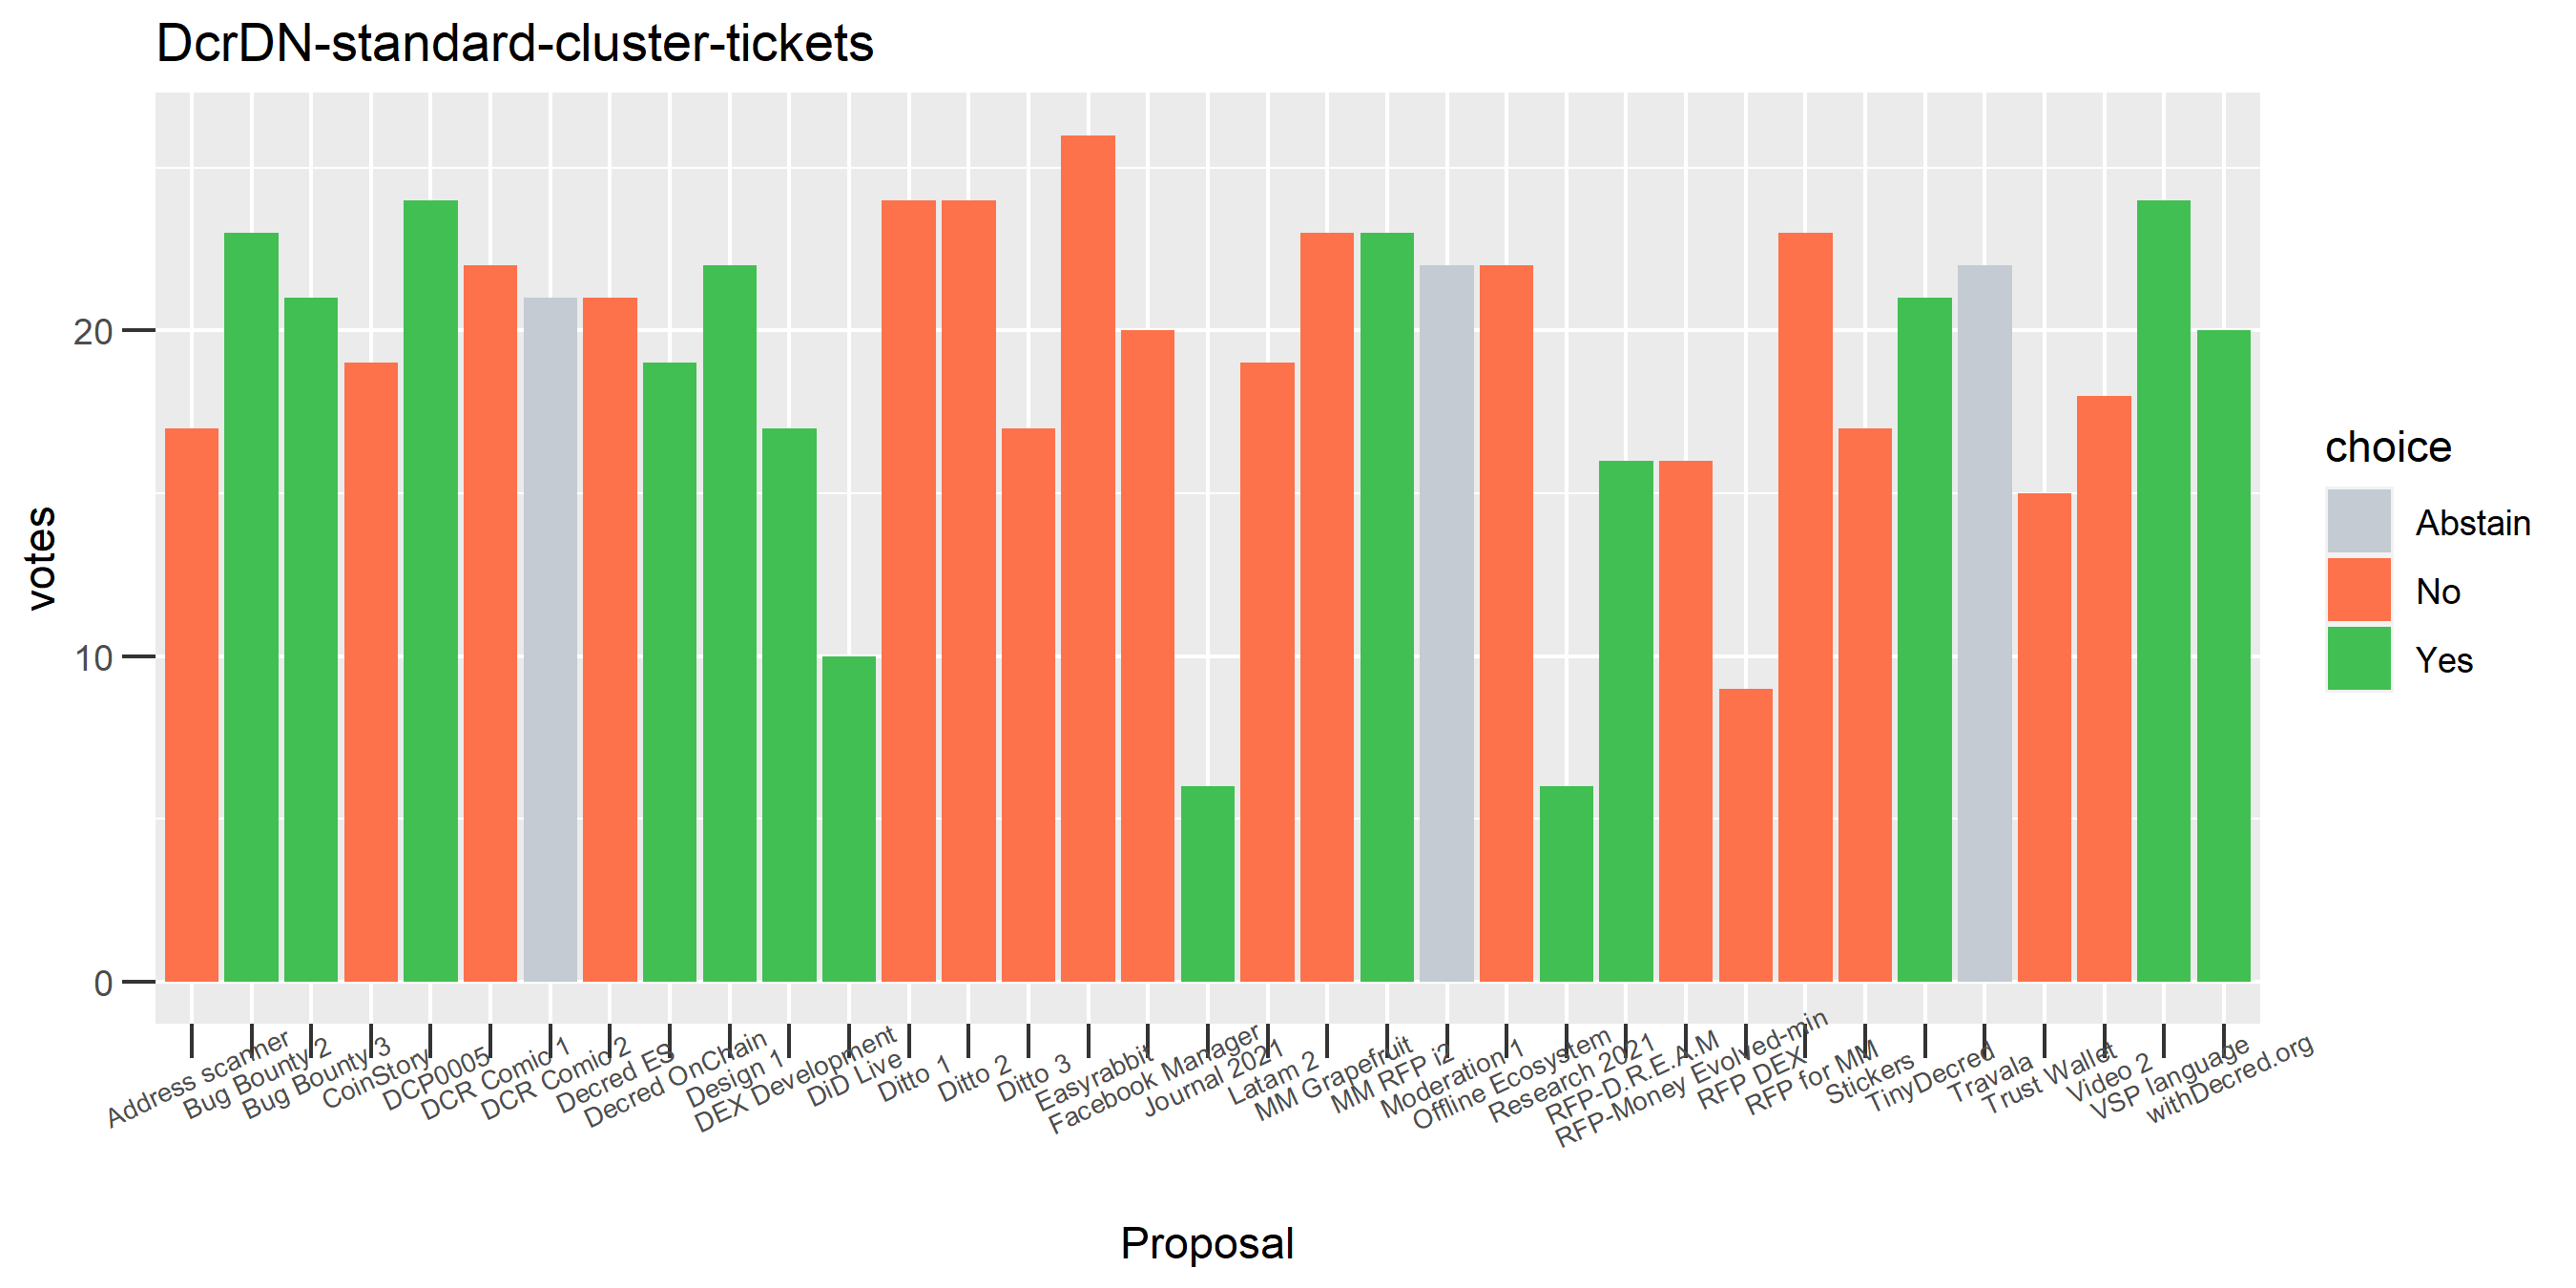 DcrDN-standard-cluster-tickets
votes
20
10
0
Address scanner
Bug Bounty 2
Bug Bounty 3
CoinStory
DCP0005
DCR Comic 1
DCR Comic 2
Decred ES
Decred OnChain
Design 1
DEX Development
DiD Live
Ditto 1
Ditto 2
Ditto 3
Easyrabbit
Facebook Manager
Journal 2021
Latam 2
MM Grapefruit
MM RFP i2
Moderation 1
Offline Ecosystem
Research 2021
RFP-D.R.E.A.M
RFP-Money Evolved-min
RFP DEX
RFP for MM
Stickers
TinyDecred
Travala
Trust Wallet
Video 2
VSP language
withDecred.org
Proposal
choice
Abstain
No
Yes